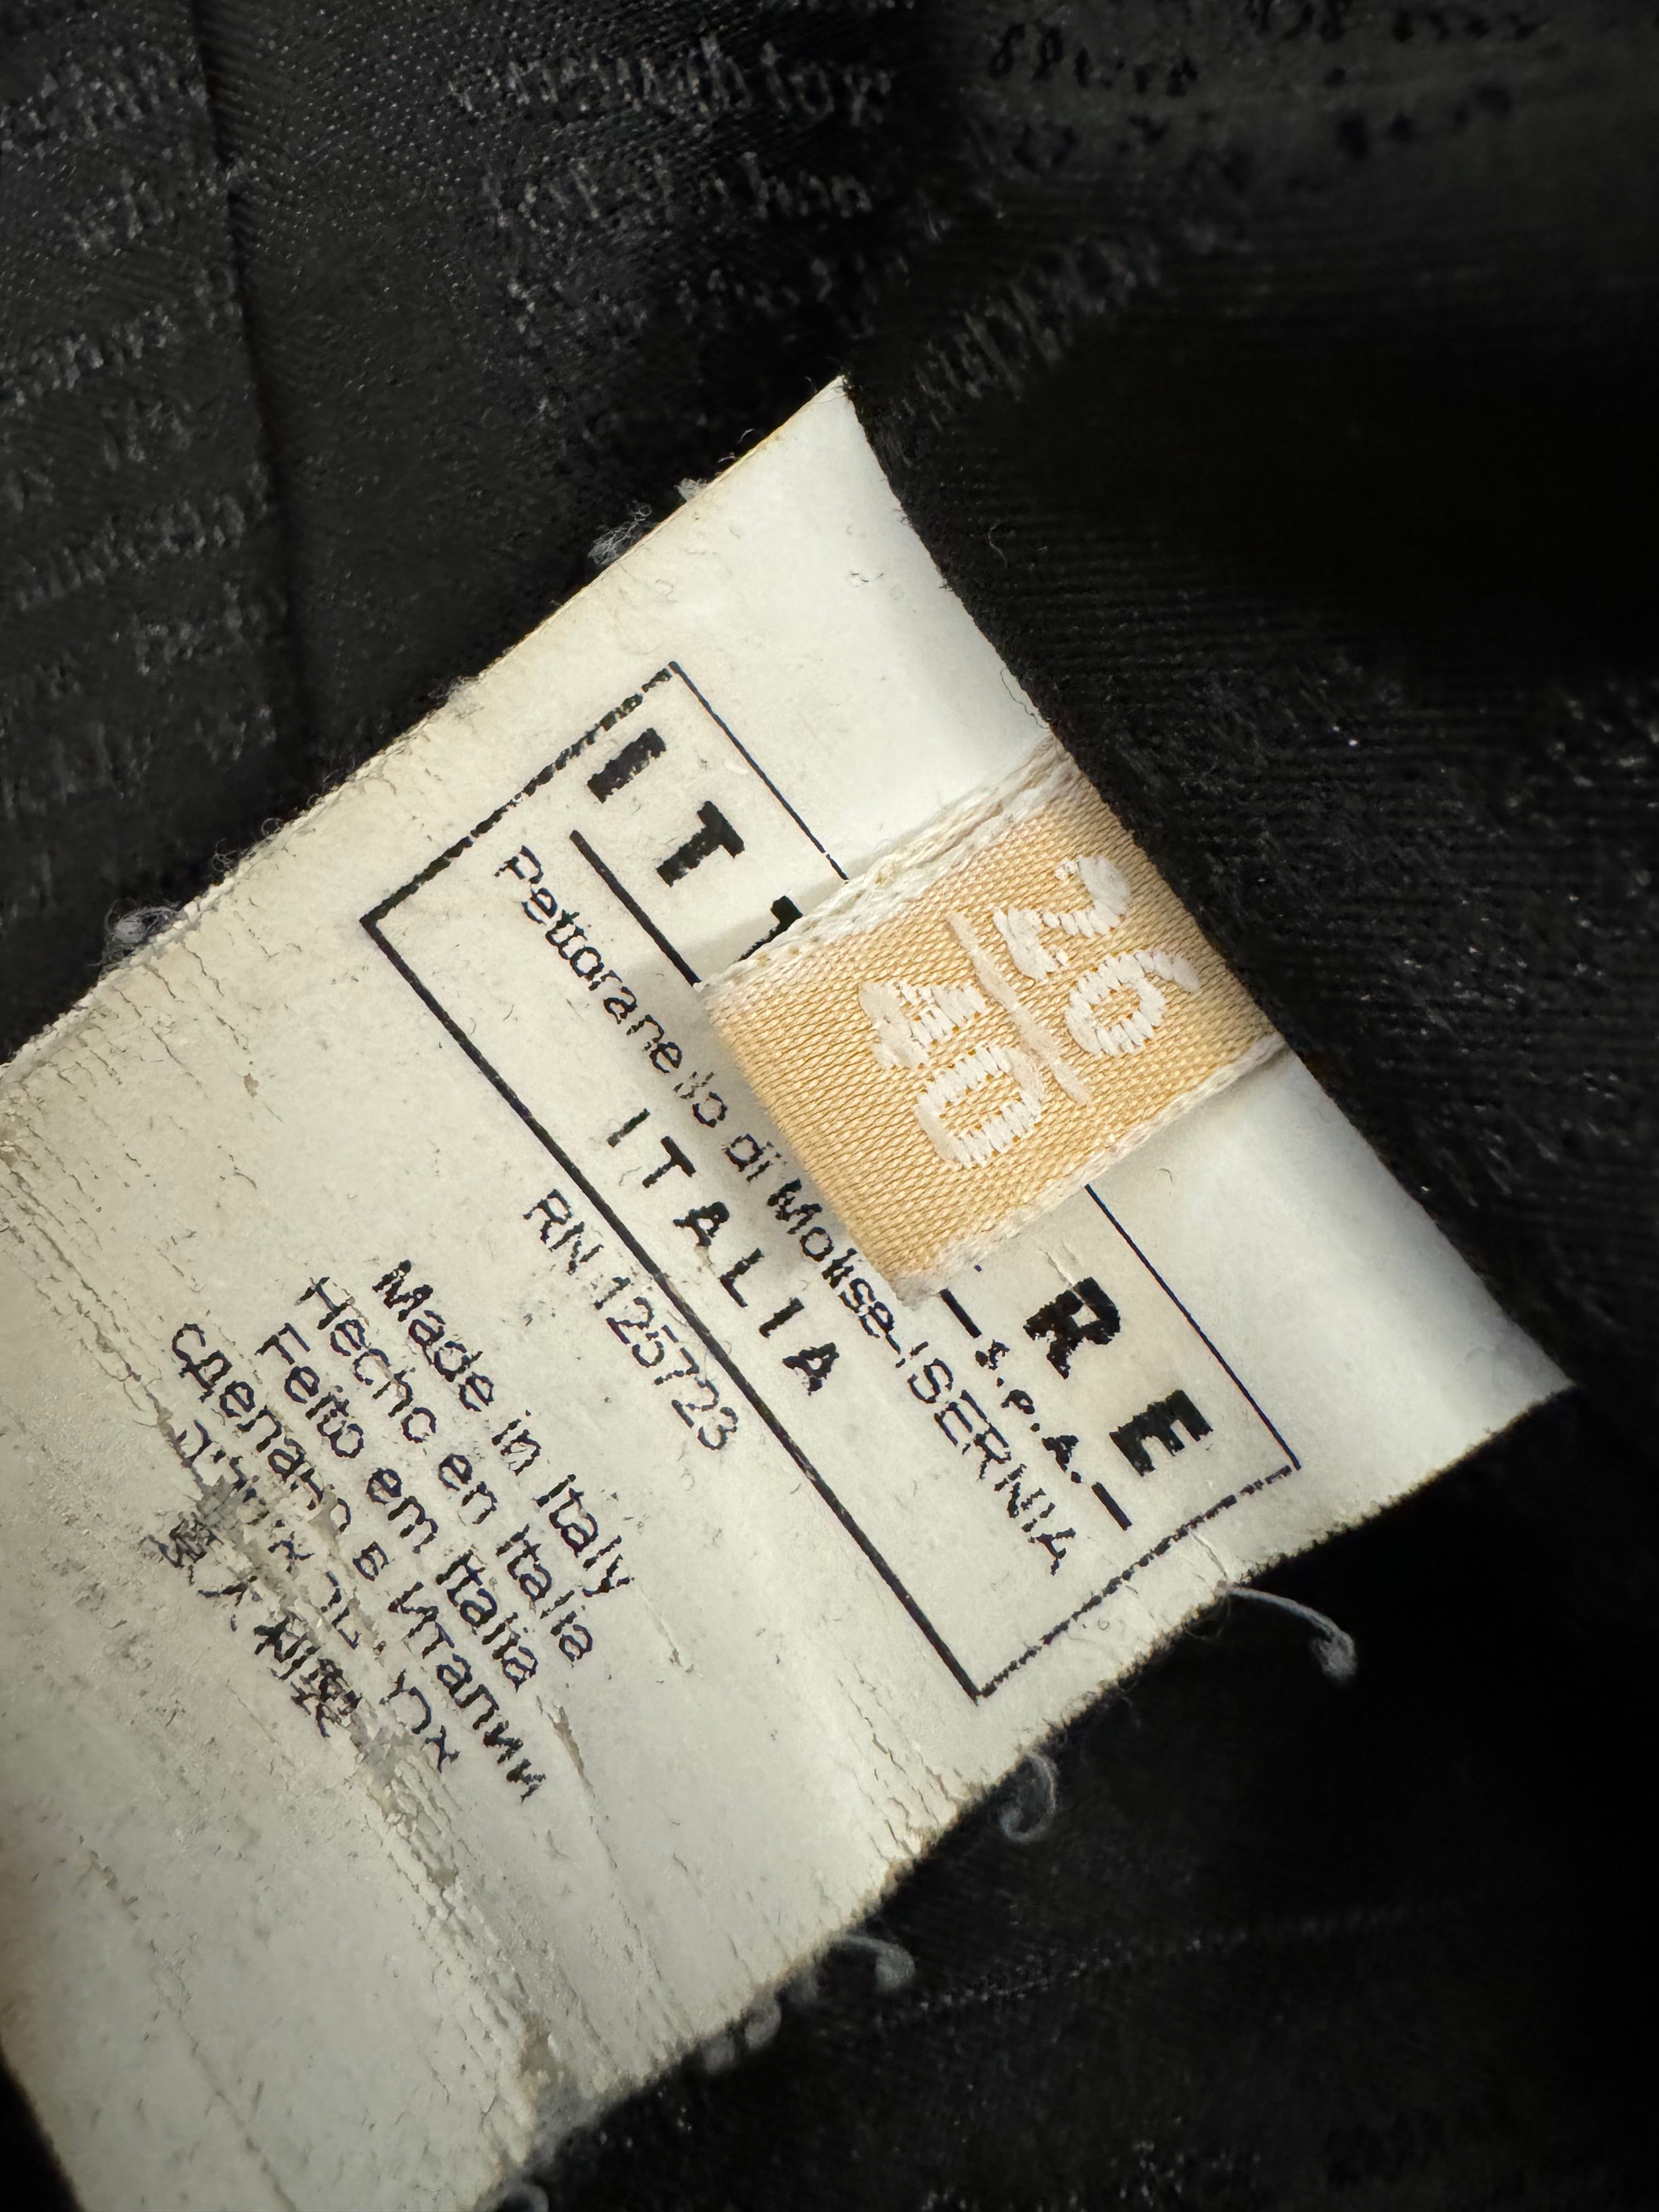 I T T
R E
26
40
S.P.A.
Pettoranello di Molise-ISERNIA
ITALIA
RN 125723
Made in Italy
Hecho en Italia
Feito em Italia
сделано в Италии